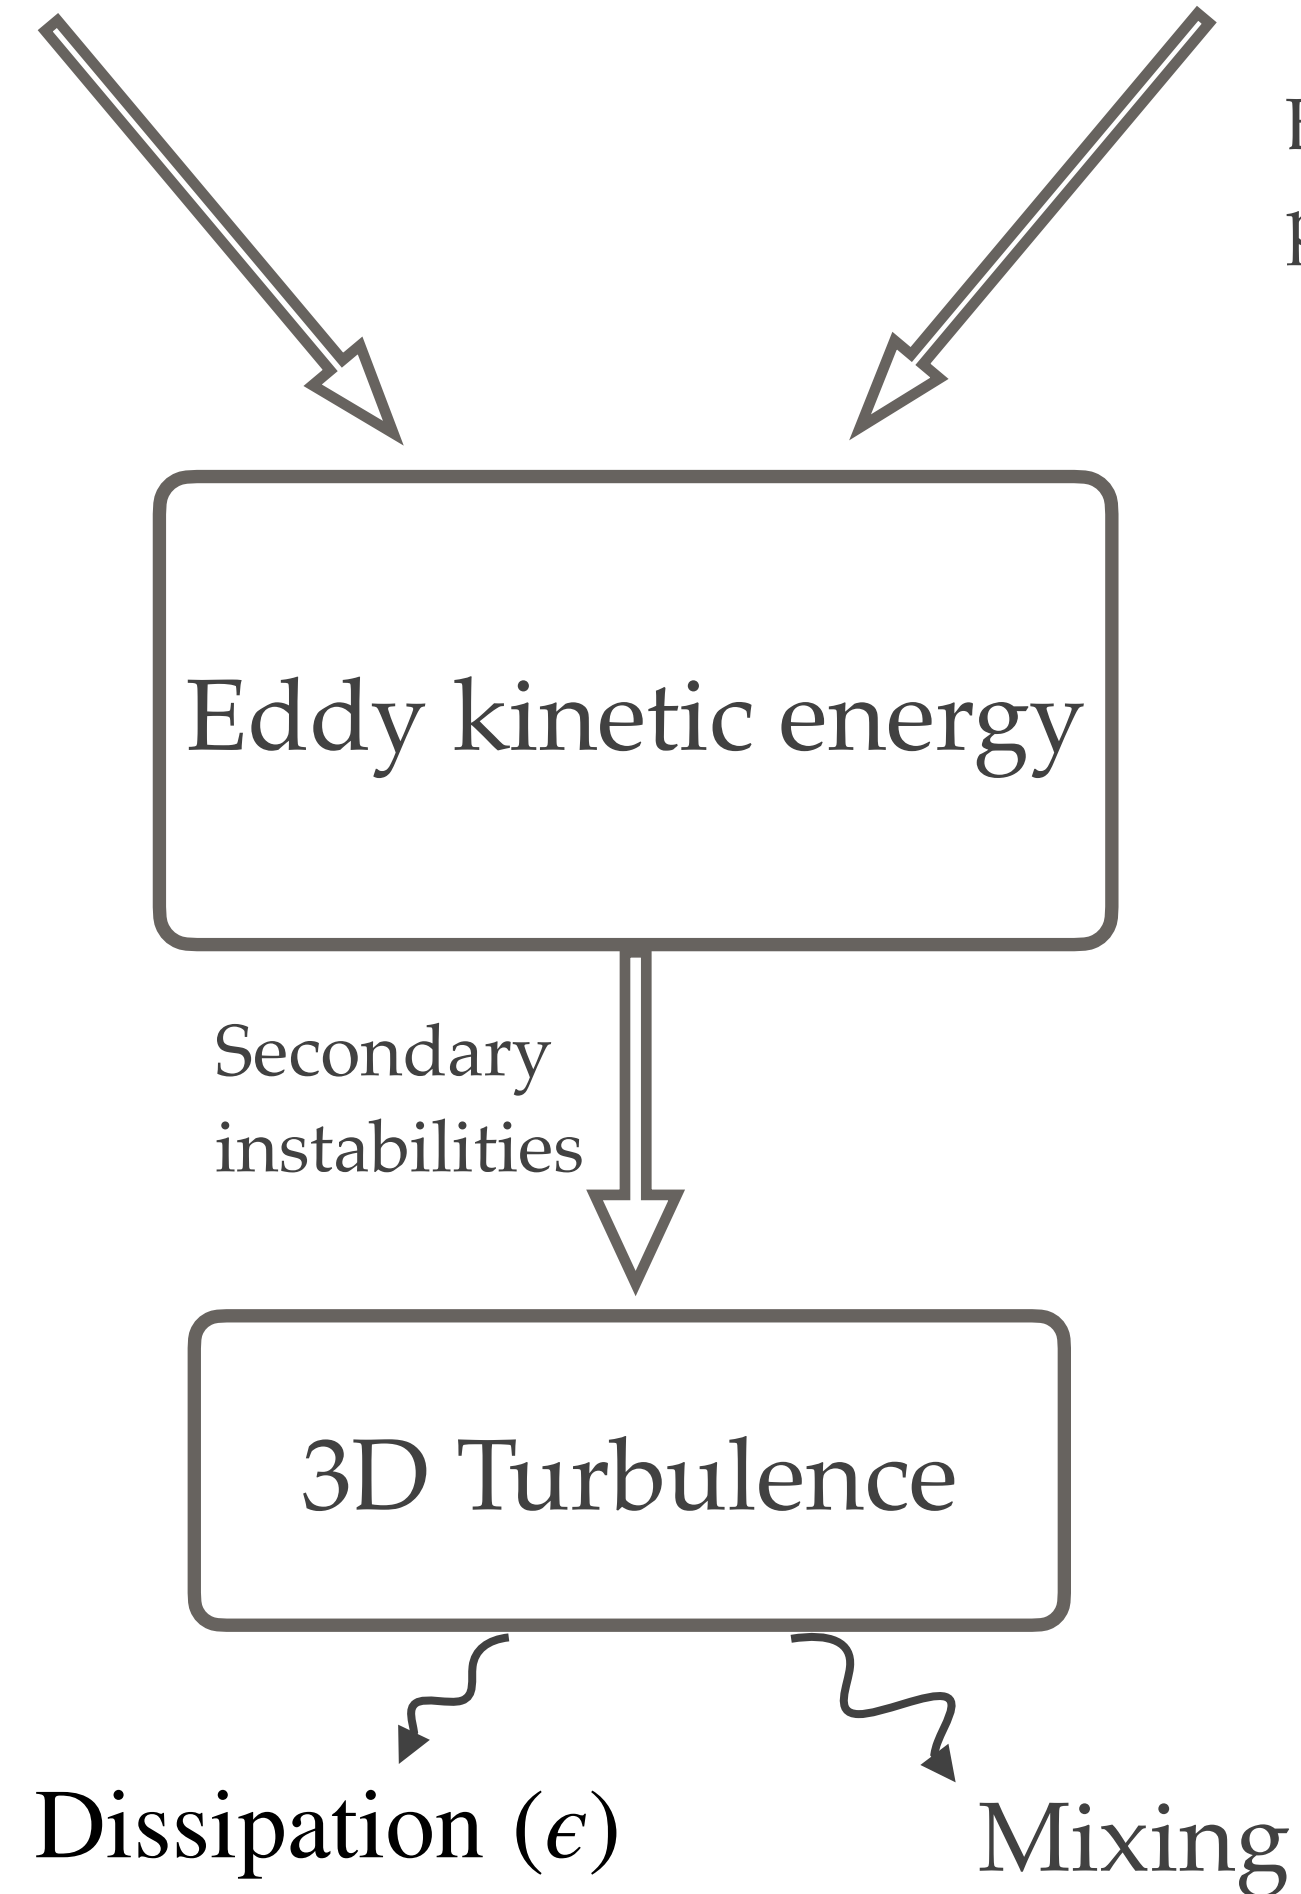 Eddy kinetic energy
Secondary
instabilities
3D Turbulence
Dissipation (ϵ)
Mixing